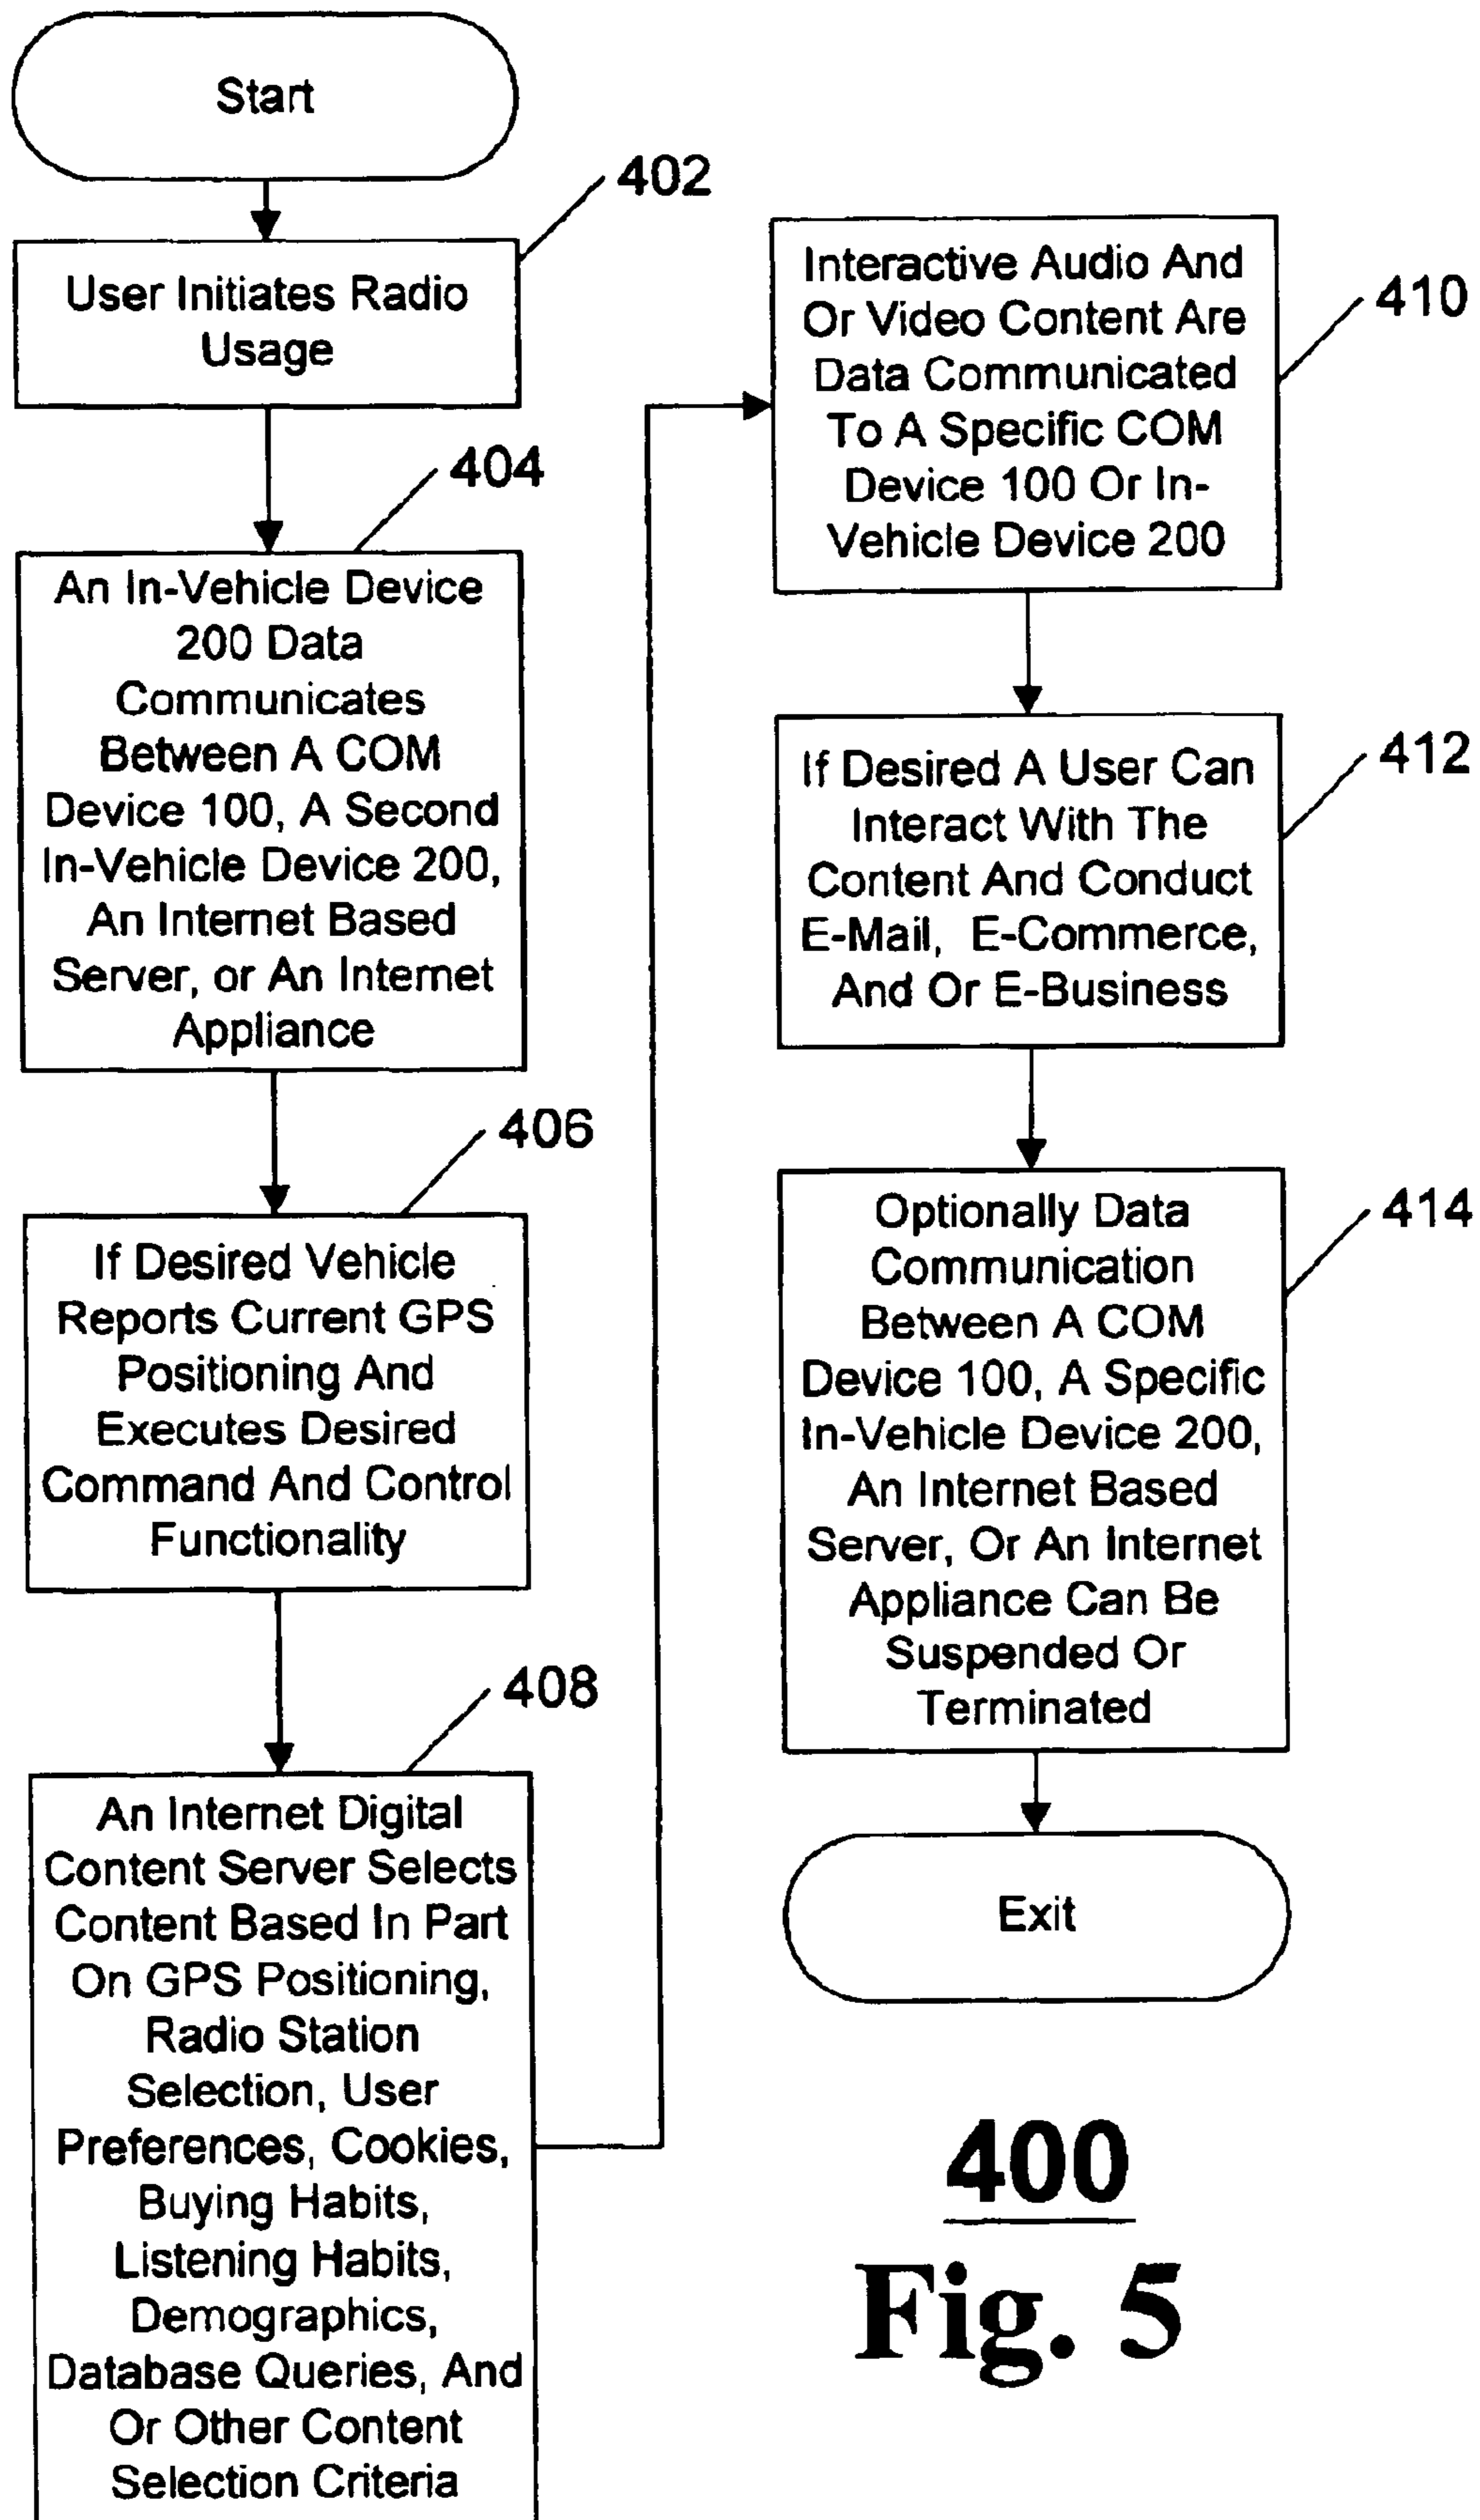 Start
402
User Initiates Radio
Usage
404
An In-Vehicle Device
200 Data
Communicates
Between A COM
Device 100, A Second
In-Vehicle Device 200,
An Internet Based
Server, or An Internet
Appliance
406
If Desired Vehicle
Reports Current GPS
Positioning And
Executes Desired
Command And Control
Functionality
408
An Internet Digital
Content Server Selects
Content Based In Part
On GPS Positioning,
Radio Station
Selection, User
Preferences, Cookies,
Buying Habits,
Listening Habits,
Demographics,
Database Queries, And
Or Other Content
Selection Criteria
Interactive Audio And
Or Video Content Are
Data Communicated
To A Specific COM
Device 100 Or In-
Vehicle Device 200
410
If Desired A User Can
Interact With The
Content And Conduct
E-Mail, E-Commerce,
And Or E-Business
412
Optionally Data
Communication
Between A COM
Device 100, A Specific
In-Vehicle Device 200,
An Internet Based
Server, Or An Internet
Appliance Can Be
Suspended Or
Terminated
414
Exit
400
Fig. 5